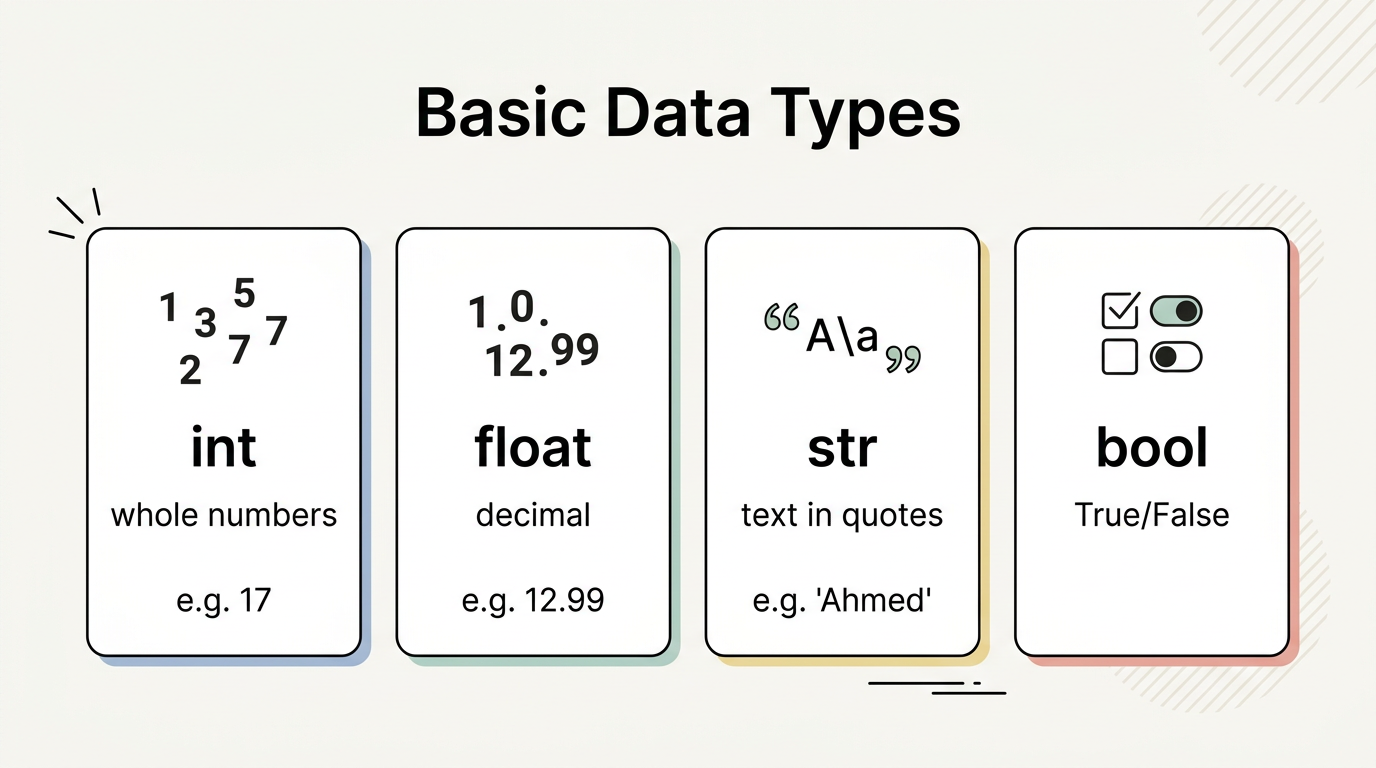 Basic Data Types
1 3 5 7
2 7
int
whole numbers
e.g. 17
1.0.
12.99
float
decimal
e.g. 12.99
“A\a”
str
text in quotes
e.g. 'Ahmed'
bool
True/False